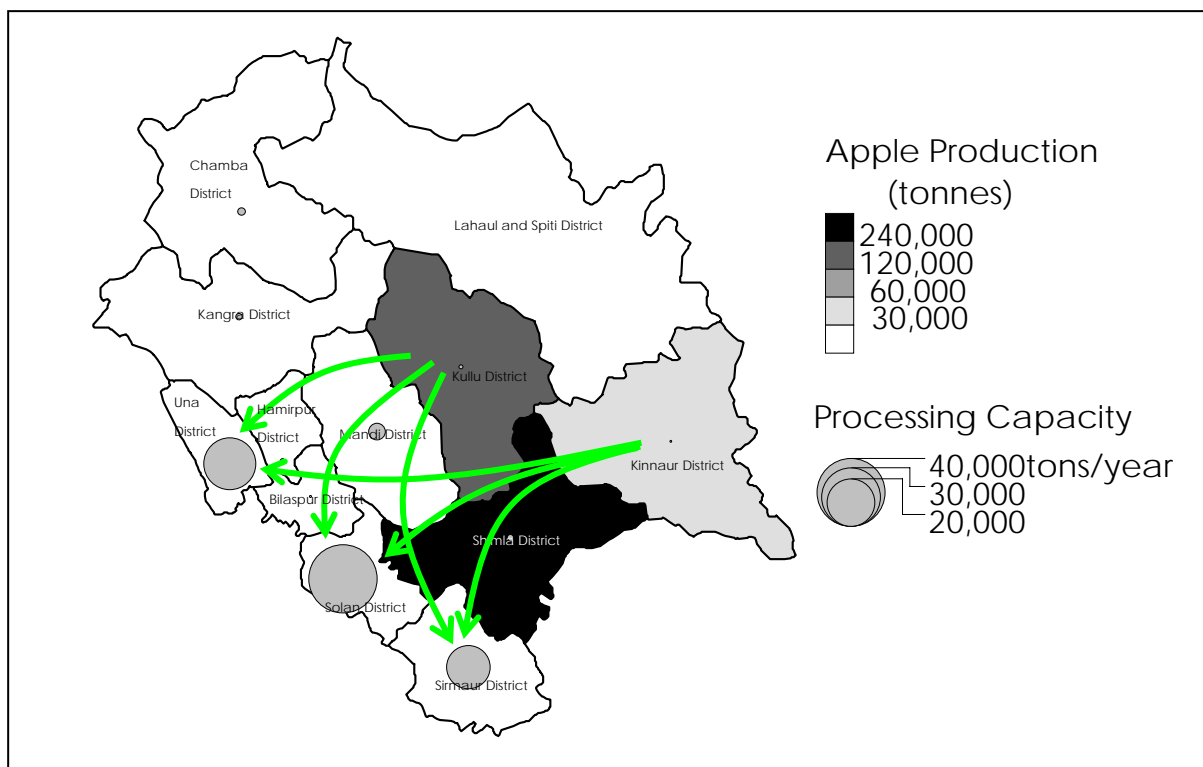 Chamba
District
Lahaul and Spiti District
Kangra District
Kullu District
Una
District
Hamirpur
District
Mandi District
Kinnaur District
Bilaspur District
Shimla District
Solan District
Sirmaur District
Apple Production
(tonnes)
240,000
120,000
60,000
30,000
Processing Capacity
40,000tons/year
30,000
20,000